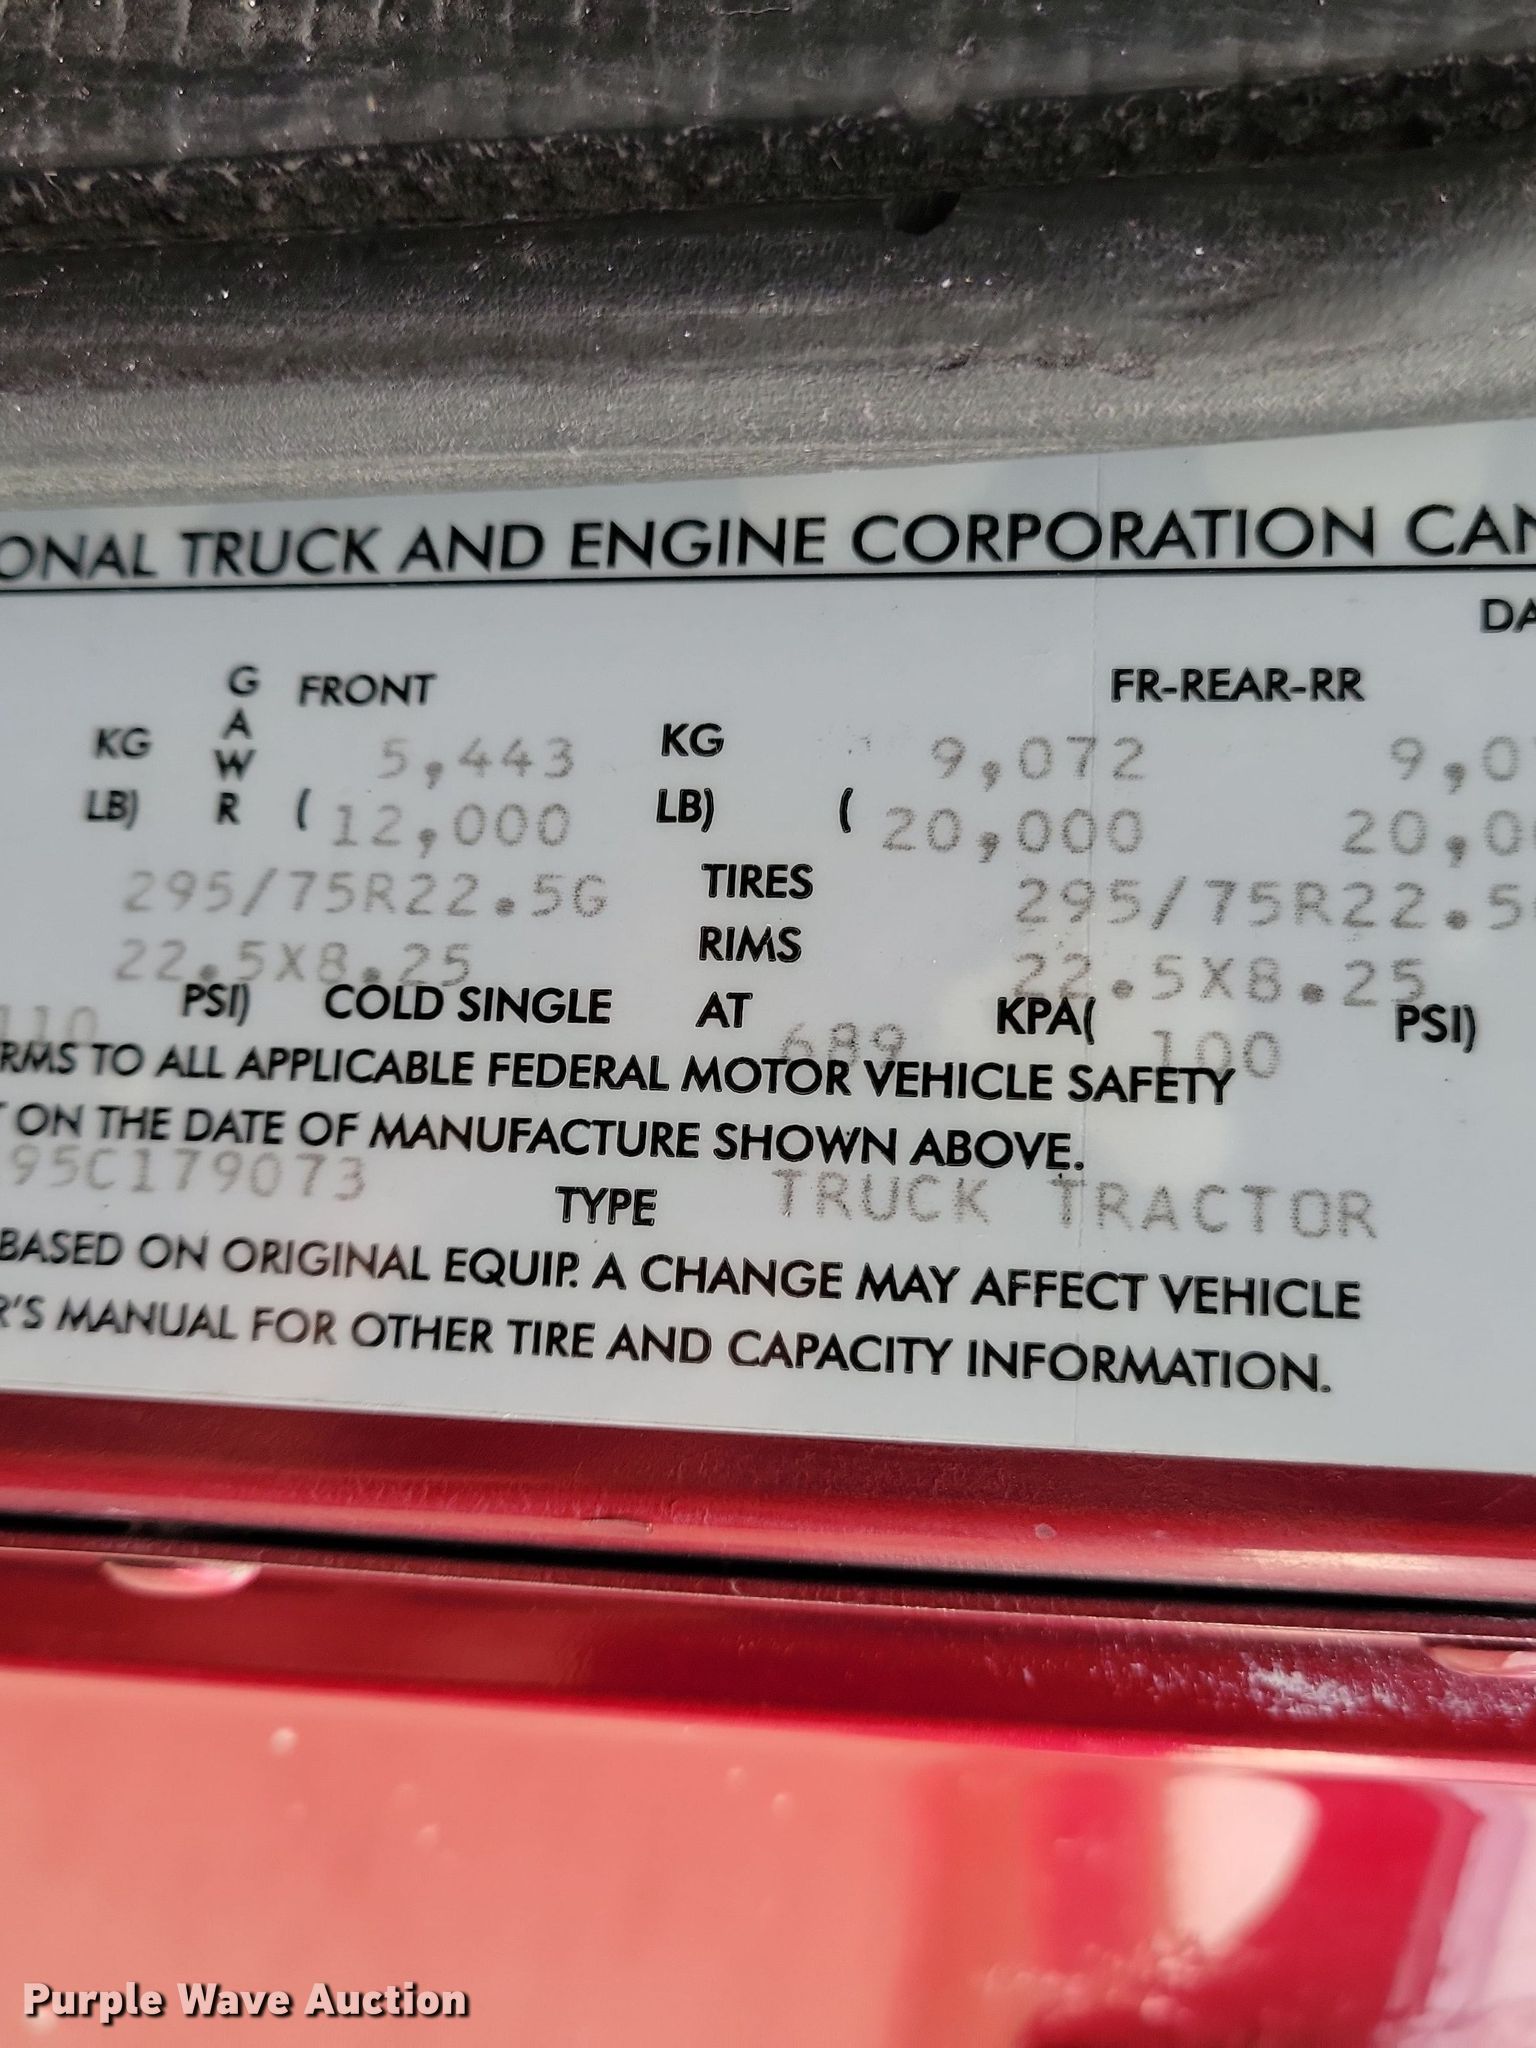 ONAL TRUCK AND ENGINE CORPORATION CAN
DA
GAWR FRONT FR-REAR-RR
KG 5,443 KG 9,072 9,0
LB) ( 12,000 LB) ( 20,000 20,0
295/75R22.5G TIRES 295/75R22.5
22.5X8.25 RIMS 22.5X8.25
110 PSI) COLD SINGLE AT 689 KPA( 100 PSI)
RMS TO ALL APPLICABLE FEDERAL MOTOR VEHICLE SAFETY
T ON THE DATE OF MANUFACTURE SHOWN ABOVE.
95C179073 TYPE TRUCK TRACTOR
BASED ON ORIGINAL EQUIP. A CHANGE MAY AFFECT VEHICLE
R'S MANUAL FOR OTHER TIRE AND CAPACITY INFORMATION.
Purple Wave Auction